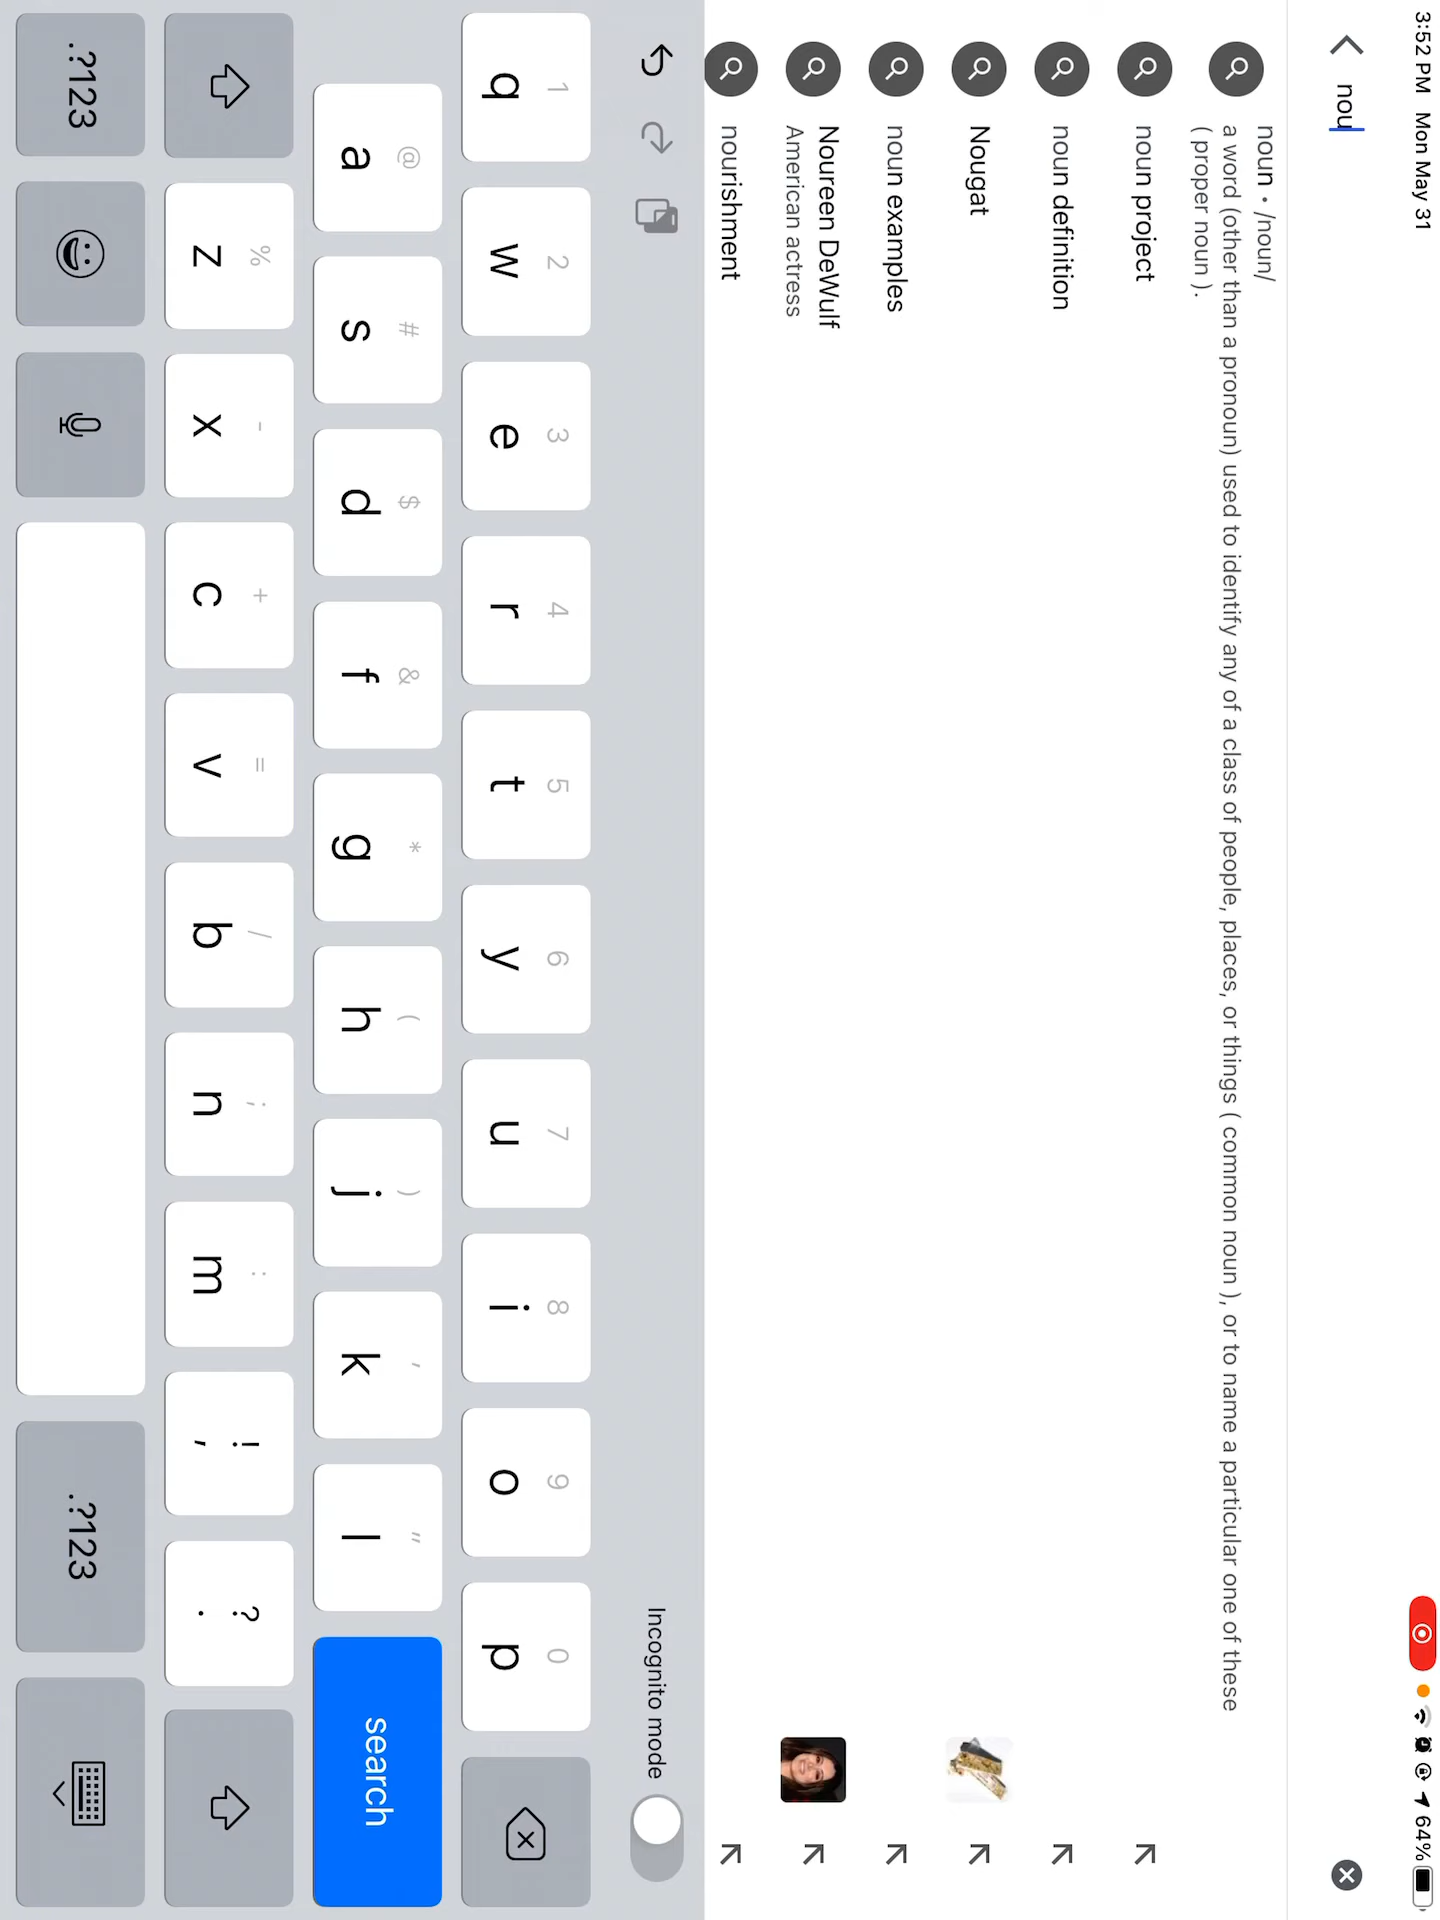 3:52 PM Mon May 31
64%
nou
noun • /noun/
a word (other than a pronoun) used to identify any of a class of people, places, or things ( common noun ), or to name a particular one of these
( proper noun ).
noun project
noun definition
Nougat
noun examples
Noureen DeWulf
American actress
nourishment
Incognito mode
1 2 3 4 5 6 7 8 9 0
q w e r t y u i o p
@ # $ & * ( ) ' "
a s d f g h j k l search
% - + = / ; : ! ?
z x c v b n m , .
.?123 .?123